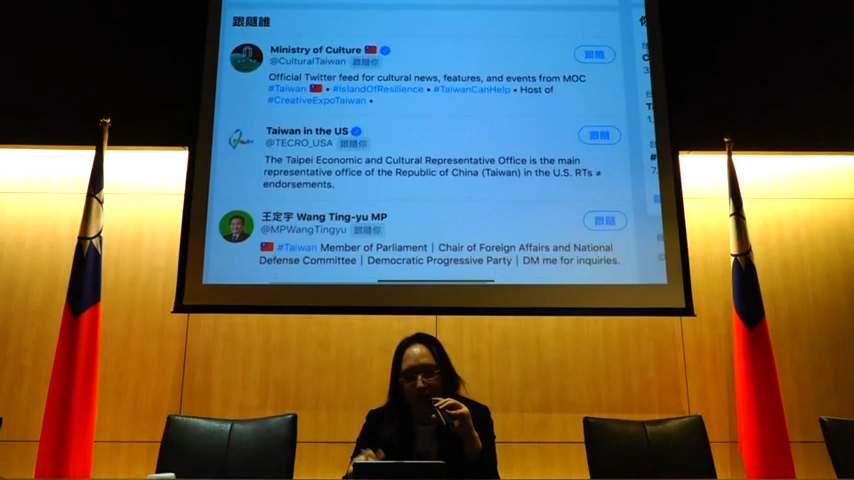 跟隨誰
Ministry of Culture
@CulturalTaiwan 跟隨你
跟隨
Official Twitter feed for cultural news, features, and events from MOC
#Taiwan 🇹🇼 • #IslandOfResilience • #TaiwanCanHelp • Host of
#CreativeExpoTaiwan •
Taiwan in the US
@TECRO_USA 跟隨你
跟隨
The Taipei Economic and Cultural Representative Office is the main
representative office of the Republic of China (Taiwan) in the U.S. RTs ≠
endorsements.
王定宇 Wang Ting-yu MP
@MPWangTingyu 跟隨你
跟隨
🇹🇼 #Taiwan Member of Parliament | Chair of Foreign Affairs and National
Defense Committee | Democratic Progressive Party | DM me for inquiries.